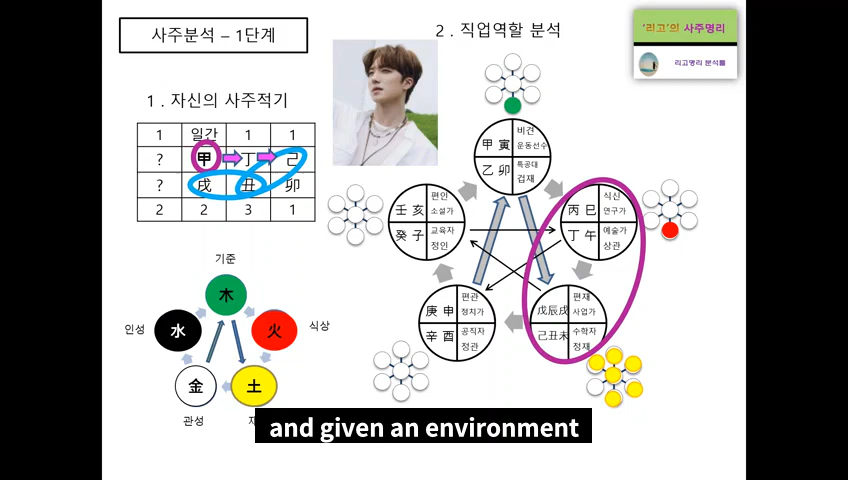 사주분석 – 1단계
2 . 직업역할 분석
'리고'의 사주명리
리고명리 분석틀
1 . 자신의 사주적기
1 일간 1 1
? 甲 丁 己
? 戌 丑 卯
2 2 3 1
甲 寅 비견 운동선수
乙 卯 특공대 겁재
壬 亥 편인 소설가
癸 子 교육자 정인
丙 巳 식신 연구가
丁 午 예술가 상관
庚 申 편관 정치가
辛 酉 공직자 정관
戊辰戌 편재 사업가
己丑未 수학자 정재
기준
木
인성 水 火 식상
金 土
관성
and given an environment